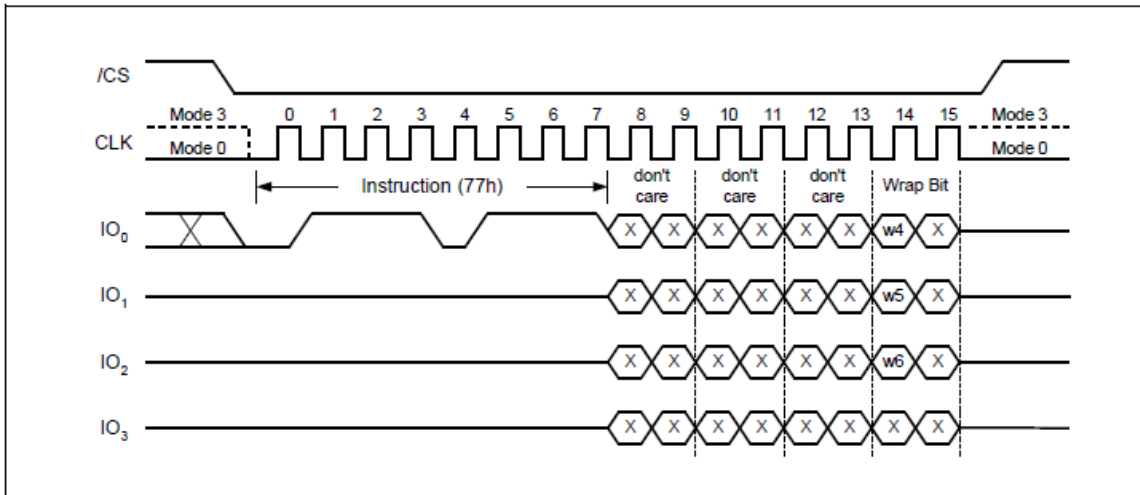 /CS
Mode 3 0 1 2 3 4 5 6 7 8 9 10 11 12 13 14 15 Mode 3
CLK
Mode 0 Mode 0
Instruction (77h) don't care don't care don't care Wrap Bit
IO0 X X X X X X w4 X
IO1 X X X X X X w5 X
IO2 X X X X X X w6 X
IO3 X X X X X X X X